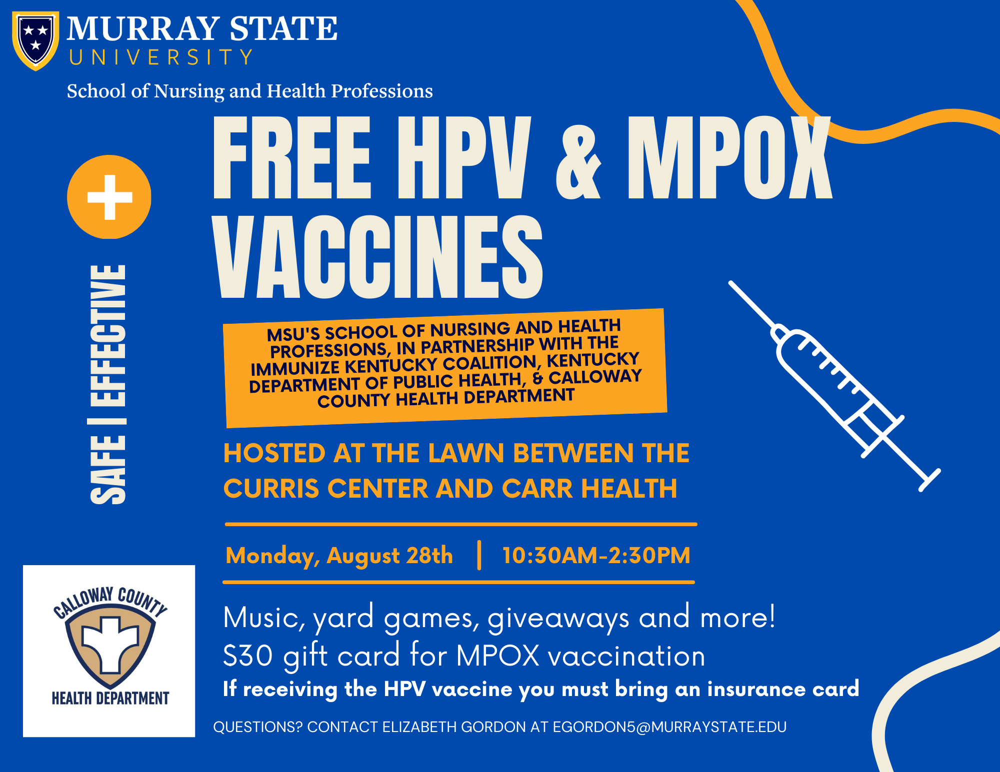 MURRAY STATE
UNIVERSITY
School of Nursing and Health Professions
FREE HPV & MPOX
VACCINES
SAFE | EFFECTIVE
MSU'S SCHOOL OF NURSING AND HEALTH
PROFESSIONS, IN PARTNERSHIP WITH THE
IMMUNIZE KENTUCKY COALITION, KENTUCKY
DEPARTMENT OF PUBLIC HEALTH, & CALLOWAY
COUNTY HEALTH DEPARTMENT
HOSTED AT THE LAWN BETWEEN THE
CURRIS CENTER AND CARR HEALTH
Monday, August 28th | 10:30AM-2:30PM
CALLOWAY COUNTY
HEALTH DEPARTMENT
Music, yard games, giveaways and more!
$30 gift card for MPOX vaccination
If receiving the HPV vaccine you must bring an insurance card
QUESTIONS? CONTACT ELIZABETH GORDON AT EGORDON5@MURRAYSTATE.EDU